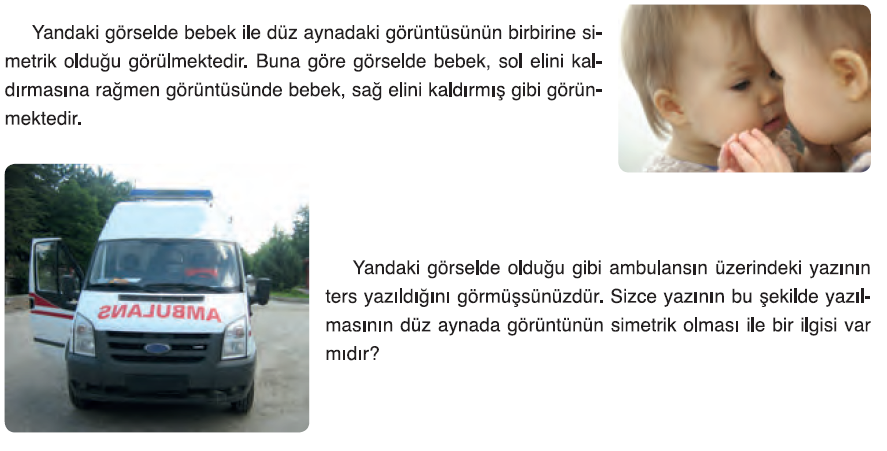 Yandaki görselde bebek ile düz aynadaki görüntüsünün birbirine si-
metrik olduğu görülmektedir. Buna göre görselde bebek, sol elini kal-
dırmasına rağmen görüntüsünde bebek, sağ elini kaldırmış gibi görün-
mektedir.
AMBULANS
Yandaki görselde olduğu gibi ambulansın üzerindeki yazının
ters yazıldığını görmüşsünüzdür. Sizce yazının bu şekilde yazıl-
masının düz aynada görüntünün simetrik olması ile bir ilgisi var
mıdır?